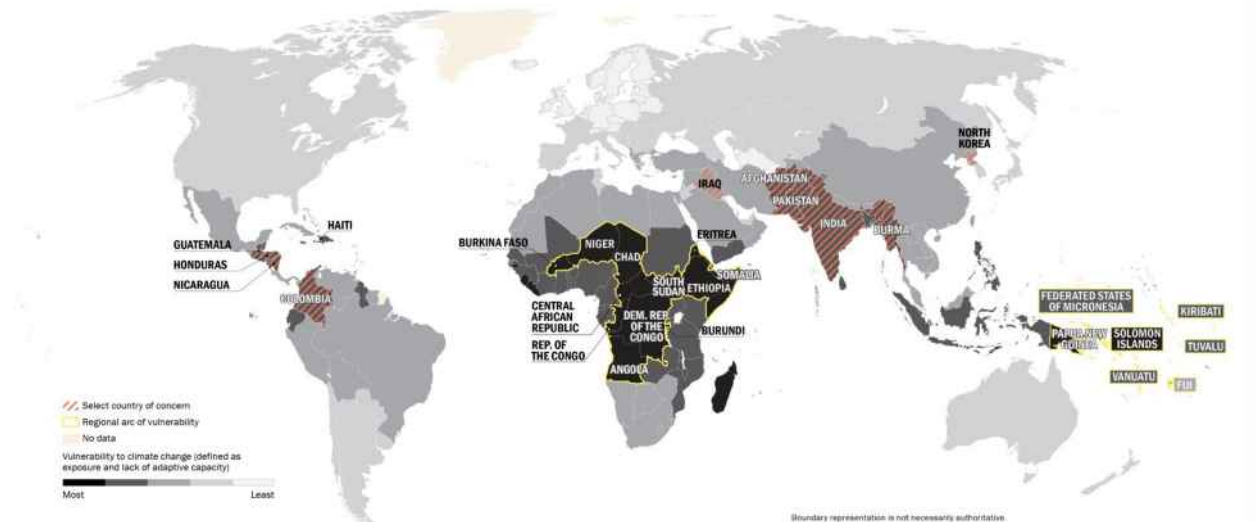 NORTH
KOREA
AFGHANISTAN
IRAQ
PAKISTAN
INDIA
BURMA
HAITI
GUATEMALA
HONDURAS
NICARAGUA
COLOMBIA
BURKINA FASO
NIGER
CHAD
ERITREA
SOMALIA
SOUTH
SUDAN
ETHIOPIA
CENTRAL
AFRICAN
REPUBLIC
DEM. REP.
OF THE
CONGO
BURUNDI
REP. OF
THE CONGO
ANGOLA
FEDERATED STATES
OF MICRONESIA
KIRIBATI
PAPUA NEW
GUINEA
SOLOMON
ISLANDS
TUVALU
VANUATU
FIJI
Select country of concern
Regional arc of vulnerability
No data
Vulnerability to climate change (defined as
exposure and lack of adaptive capacity)
Most
Least
Boundary representation is not necessarily authoritative.